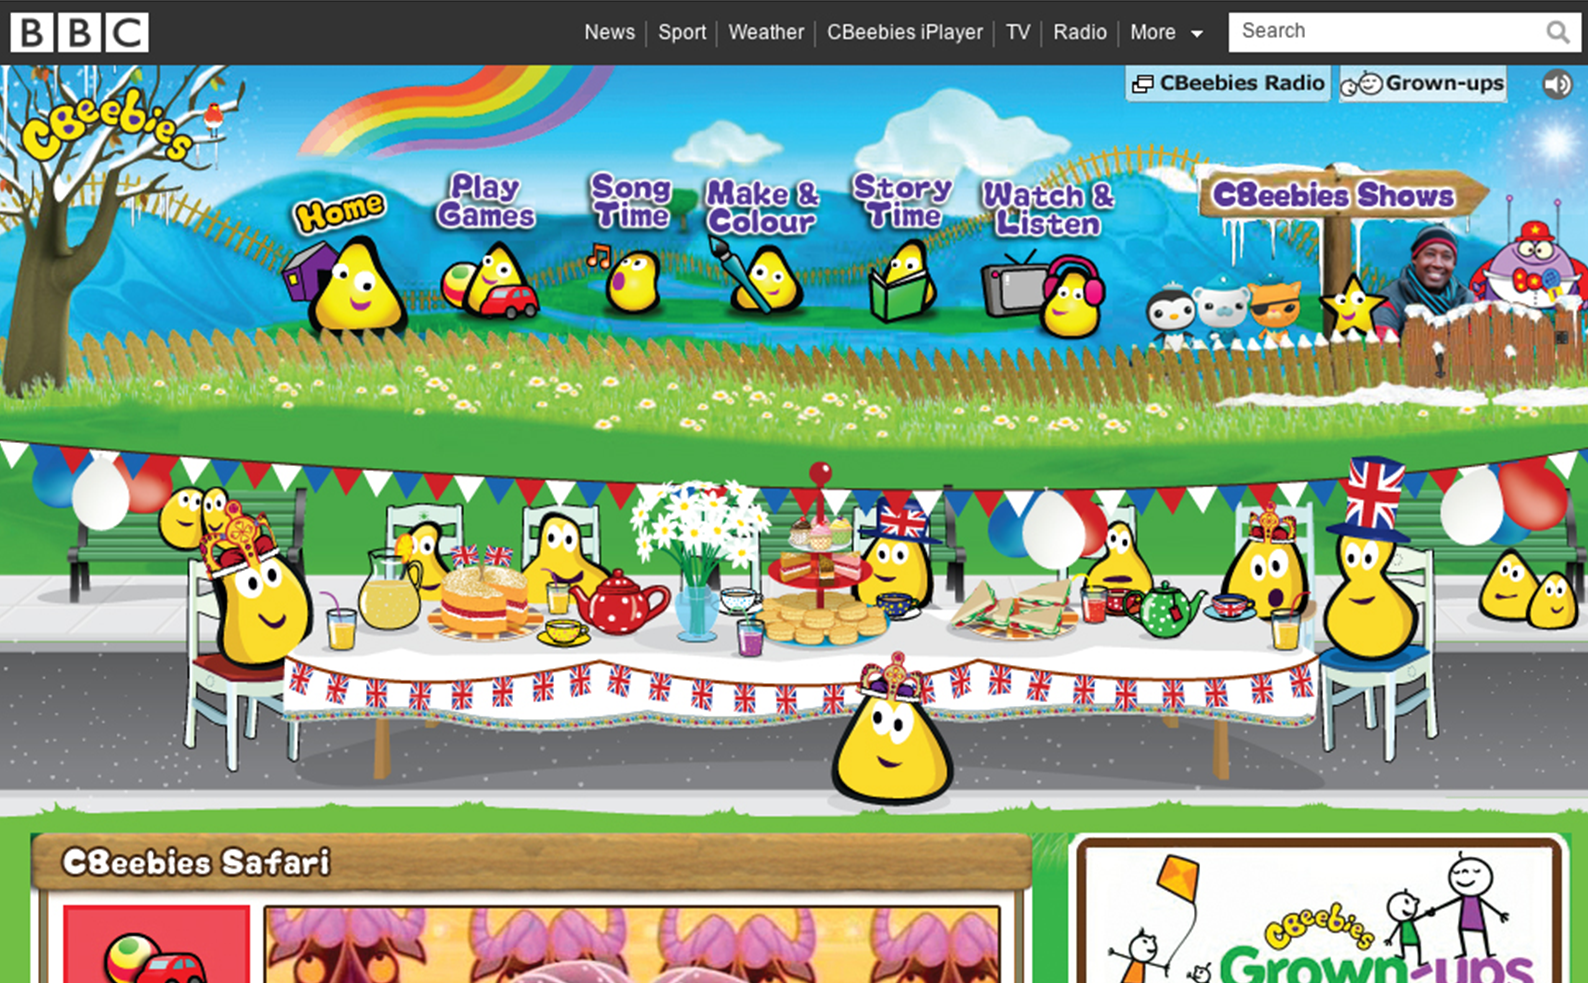 BBC
News
Sport
Weather
CBeebies iPlayer
TV
Radio
More
Search
CBeebies Radio
Grown-ups
CBeebies
Home
Play
Games
Song
Time
Make &
Colour
Story
Time
Watch &
Listen
CBeebies Shows
CBeebies Safari
CBeebies
Grown-ups